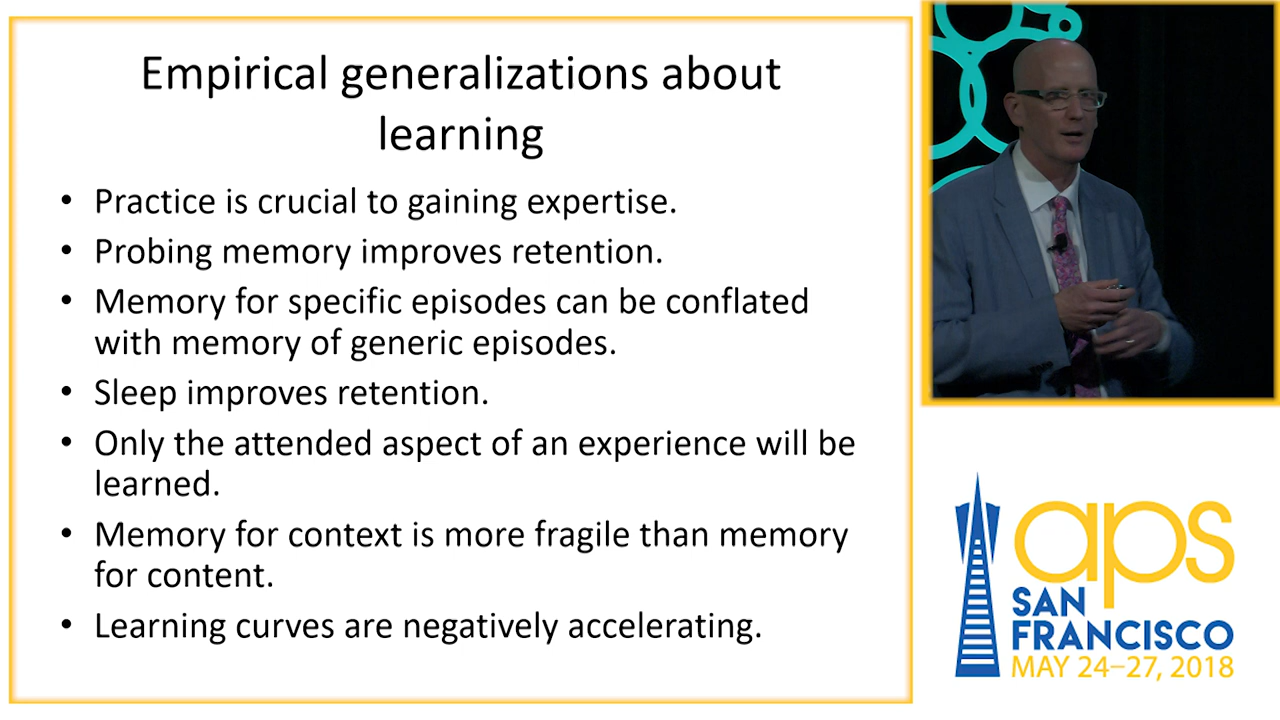 Empirical generalizations about
learning
• Practice is crucial to gaining expertise.
• Probing memory improves retention.
• Memory for specific episodes can be conflated
with memory of generic episodes.
• Sleep improves retention.
• Only the attended aspect of an experience will be
learned.
• Memory for context is more fragile than memory
for content.
• Learning curves are negatively accelerating.
aps
SAN
FRANCISCO
MAY 24–27, 2018